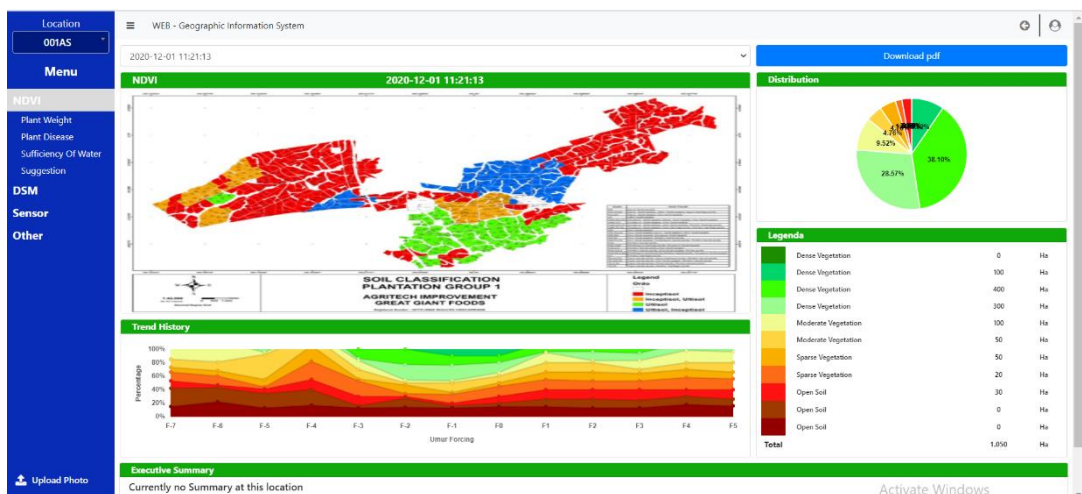 Location
001AS
Menu
NDVI
Plant Weight
Plant Disease
Sufficiency Of Water
Suggestion
DSM
Sensor
Other
Upload Photo
WEB - Geographic Information System
2020-12-01 11:21:13
Download pdf
NDVI 2020-12-01 11:21:13
SOIL CLASSIFICATION
PLANTATION GROUP 1
AGRITECH IMPROVEMENT
GREAT GIANT FOODS
Legend
Ordo
Inceptisol
Inceptisol, Ultisol
Ultisol
Ultisol, Inceptisol
Distribution
4.76%
9.52%
28.57%
38.10%
Legenda
Dense Vegetation 0 Ha
Dense Vegetation 100 Ha
Dense Vegetation 400 Ha
Dense Vegetation 300 Ha
Moderate Vegetation 100 Ha
Moderate Vegetation 50 Ha
Sparse Vegetation 50 Ha
Sparse Vegetation 20 Ha
Open Soil 30 Ha
Open Soil 0 Ha
Open Soil 0 Ha
Total 1,050 Ha
Trend History
Percentage
100%
80%
60%
40%
20%
0%
F-7 F-6 F-5 F-4 F-3 F-2 F-1 F0 F1 F2 F3 F4 F5
Umur Forcing
Executive Summary
Currently no Summary at this location
Activate Windows